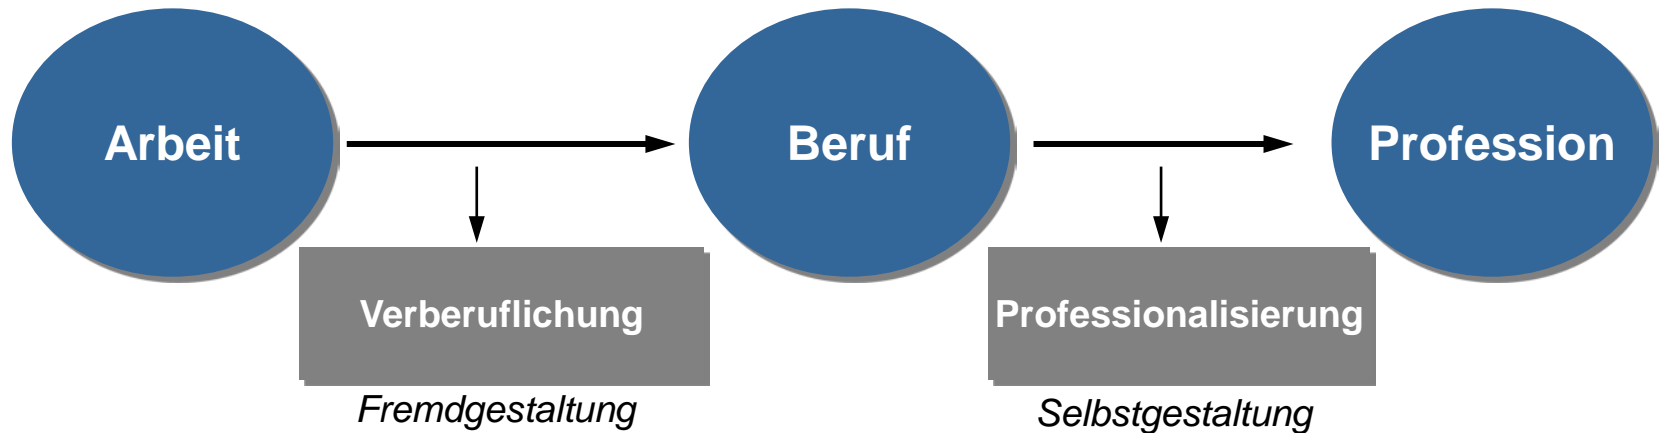 Arbeit
Beruf
Profession
Verberuflichung
Professionalisierung
Fremdgestaltung
Selbstgestaltung